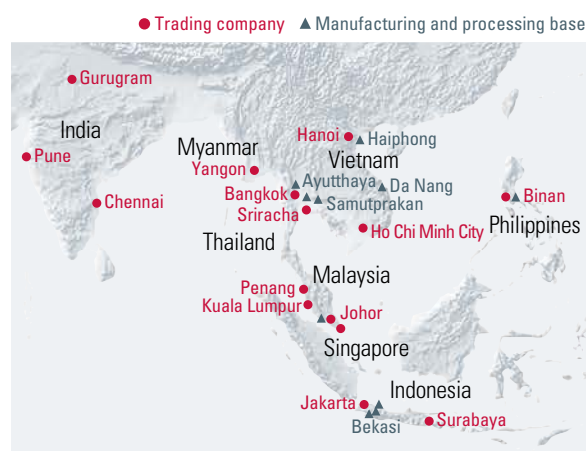 ● Trading company ▲ Manufacturing and processing base
Gurugram
India
Pune
Chennai
Myanmar
Yangon
Hanoi
Haiphong
Vietnam
Ayutthaya
Da Nang
Bangkok
Samutprakan
Sriracha
Ho Chi Minh City
Thailand
Binan
Philippines
Malaysia
Penang
Kuala Lumpur
Johor
Singapore
Indonesia
Jakarta
Bekasi
Surabaya